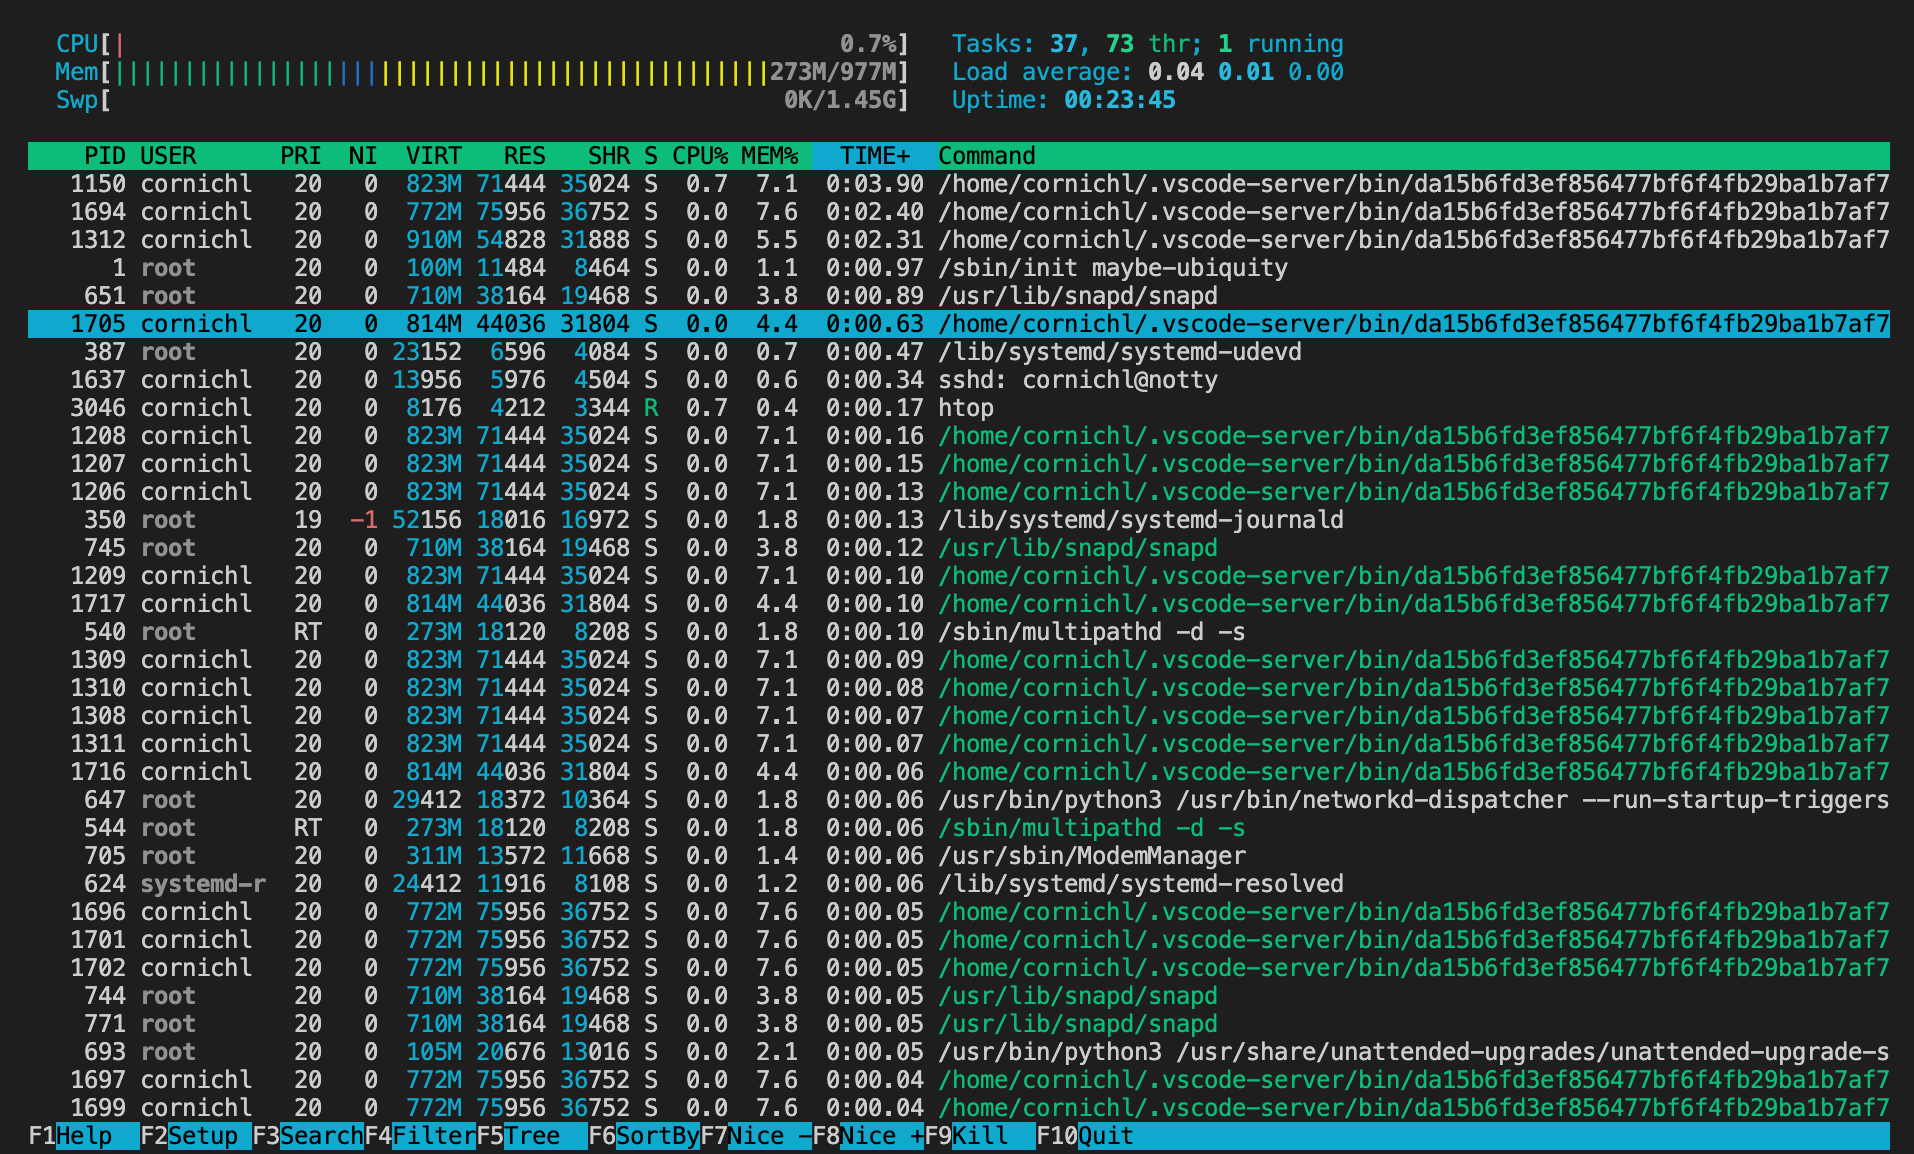 CPU[| 0.7%] Tasks: 37, 73 thr; 1 running
Mem[|||||||||||||||||||||||||||||||||||||||||||||||273M/977M] Load average: 0.04 0.01 0.00
Swp[ 0K/1.45G] Uptime: 00:23:45
PID USER PRI NI VIRT RES SHR S CPU% MEM% TIME+ Command
1150 cornichl 20 0 823M 71444 35024 S 0.7 7.1 0:03.90 /home/cornichl/.vscode-server/bin/da15b6fd3ef856477bf6f4fb29ba1b7af7
1694 cornichl 20 0 772M 75956 36752 S 0.0 7.6 0:02.40 /home/cornichl/.vscode-server/bin/da15b6fd3ef856477bf6f4fb29ba1b7af7
1312 cornichl 20 0 910M 54828 31888 S 0.0 5.5 0:02.31 /home/cornichl/.vscode-server/bin/da15b6fd3ef856477bf6f4fb29ba1b7af7
1 root 20 0 100M 11484 8464 S 0.0 1.1 0:00.97 /sbin/init maybe-ubiquity
651 root 20 0 710M 38164 19468 S 0.0 3.8 0:00.89 /usr/lib/snapd/snapd
1705 cornichl 20 0 814M 44036 31804 S 0.0 4.4 0:00.63 /home/cornichl/.vscode-server/bin/da15b6fd3ef856477bf6f4fb29ba1b7af7
387 root 20 0 23152 6596 4084 S 0.0 0.7 0:00.47 /lib/systemd/systemd-udevd
1637 cornichl 20 0 13956 5976 4504 S 0.0 0.6 0:00.34 sshd: cornichl@notty
3046 cornichl 20 0 8176 4212 3344 R 0.7 0.4 0:00.17 htop
1208 cornichl 20 0 823M 71444 35024 S 0.0 7.1 0:00.16 /home/cornichl/.vscode-server/bin/da15b6fd3ef856477bf6f4fb29ba1b7af7
1207 cornichl 20 0 823M 71444 35024 S 0.0 7.1 0:00.15 /home/cornichl/.vscode-server/bin/da15b6fd3ef856477bf6f4fb29ba1b7af7
1206 cornichl 20 0 823M 71444 35024 S 0.0 7.1 0:00.13 /home/cornichl/.vscode-server/bin/da15b6fd3ef856477bf6f4fb29ba1b7af7
350 root 19 -1 52156 18016 16972 S 0.0 1.8 0:00.13 /lib/systemd/systemd-journald
745 root 20 0 710M 38164 19468 S 0.0 3.8 0:00.12 /usr/lib/snapd/snapd
1209 cornichl 20 0 823M 71444 35024 S 0.0 7.1 0:00.10 /home/cornichl/.vscode-server/bin/da15b6fd3ef856477bf6f4fb29ba1b7af7
1717 cornichl 20 0 814M 44036 31804 S 0.0 4.4 0:00.10 /home/cornichl/.vscode-server/bin/da15b6fd3ef856477bf6f4fb29ba1b7af7
540 root RT 0 273M 18120 8208 S 0.0 1.8 0:00.10 /sbin/multipathd -d -s
1309 cornichl 20 0 823M 71444 35024 S 0.0 7.1 0:00.09 /home/cornichl/.vscode-server/bin/da15b6fd3ef856477bf6f4fb29ba1b7af7
1310 cornichl 20 0 823M 71444 35024 S 0.0 7.1 0:00.08 /home/cornichl/.vscode-server/bin/da15b6fd3ef856477bf6f4fb29ba1b7af7
1308 cornichl 20 0 823M 71444 35024 S 0.0 7.1 0:00.07 /home/cornichl/.vscode-server/bin/da15b6fd3ef856477bf6f4fb29ba1b7af7
1311 cornichl 20 0 823M 71444 35024 S 0.0 7.1 0:00.07 /home/cornichl/.vscode-server/bin/da15b6fd3ef856477bf6f4fb29ba1b7af7
1716 cornichl 20 0 814M 44036 31804 S 0.0 4.4 0:00.06 /home/cornichl/.vscode-server/bin/da15b6fd3ef856477bf6f4fb29ba1b7af7
647 root 20 0 29412 18372 10364 S 0.0 1.8 0:00.06 /usr/bin/python3 /usr/bin/networkd-dispatcher --run-startup-triggers
544 root RT 0 273M 18120 8208 S 0.0 1.8 0:00.06 /sbin/multipathd -d -s
705 root 20 0 311M 13572 11668 S 0.0 1.4 0:00.06 /usr/sbin/ModemManager
624 systemd-r 20 0 24412 11916 8108 S 0.0 1.2 0:00.06 /lib/systemd/systemd-resolved
1696 cornichl 20 0 772M 75956 36752 S 0.0 7.6 0:00.05 /home/cornichl/.vscode-server/bin/da15b6fd3ef856477bf6f4fb29ba1b7af7
1701 cornichl 20 0 772M 75956 36752 S 0.0 7.6 0:00.05 /home/cornichl/.vscode-server/bin/da15b6fd3ef856477bf6f4fb29ba1b7af7
1702 cornichl 20 0 772M 75956 36752 S 0.0 7.6 0:00.05 /home/cornichl/.vscode-server/bin/da15b6fd3ef856477bf6f4fb29ba1b7af7
744 root 20 0 710M 38164 19468 S 0.0 3.8 0:00.05 /usr/lib/snapd/snapd
771 root 20 0 710M 38164 19468 S 0.0 3.8 0:00.05 /usr/lib/snapd/snapd
693 root 20 0 105M 20676 13016 S 0.0 2.1 0:00.05 /usr/bin/python3 /usr/share/unattended-upgrades/unattended-upgrade-s
1697 cornichl 20 0 772M 75956 36752 S 0.0 7.6 0:00.04 /home/cornichl/.vscode-server/bin/da15b6fd3ef856477bf6f4fb29ba1b7af7
1699 cornichl 20 0 772M 75956 36752 S 0.0 7.6 0:00.04 /home/cornichl/.vscode-server/bin/da15b6fd3ef856477bf6f4fb29ba1b7af7
F1Help F2Setup F3SearchF4FilterF5Tree F6SortByF7Nice -F8Nice +F9Kill F10Quit